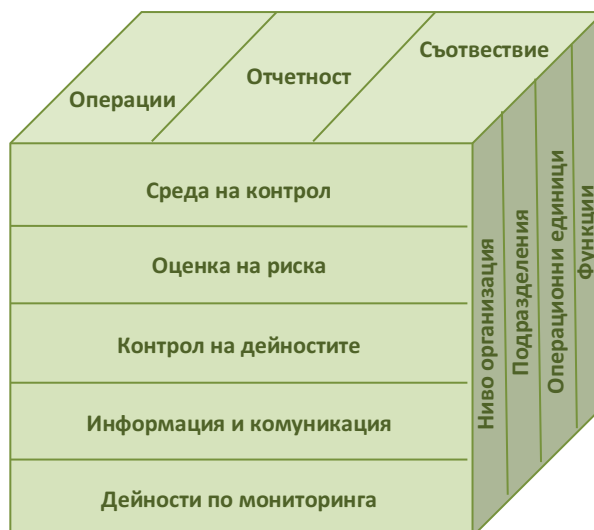 Операции
Отчетност
Съотвествие
Среда на контрол
Оценка на риска
Контрол на дейностите
Информация и комуникация
Дейности по мониторинга
Ниво организация
Подразделения
Операционни единици
Функции